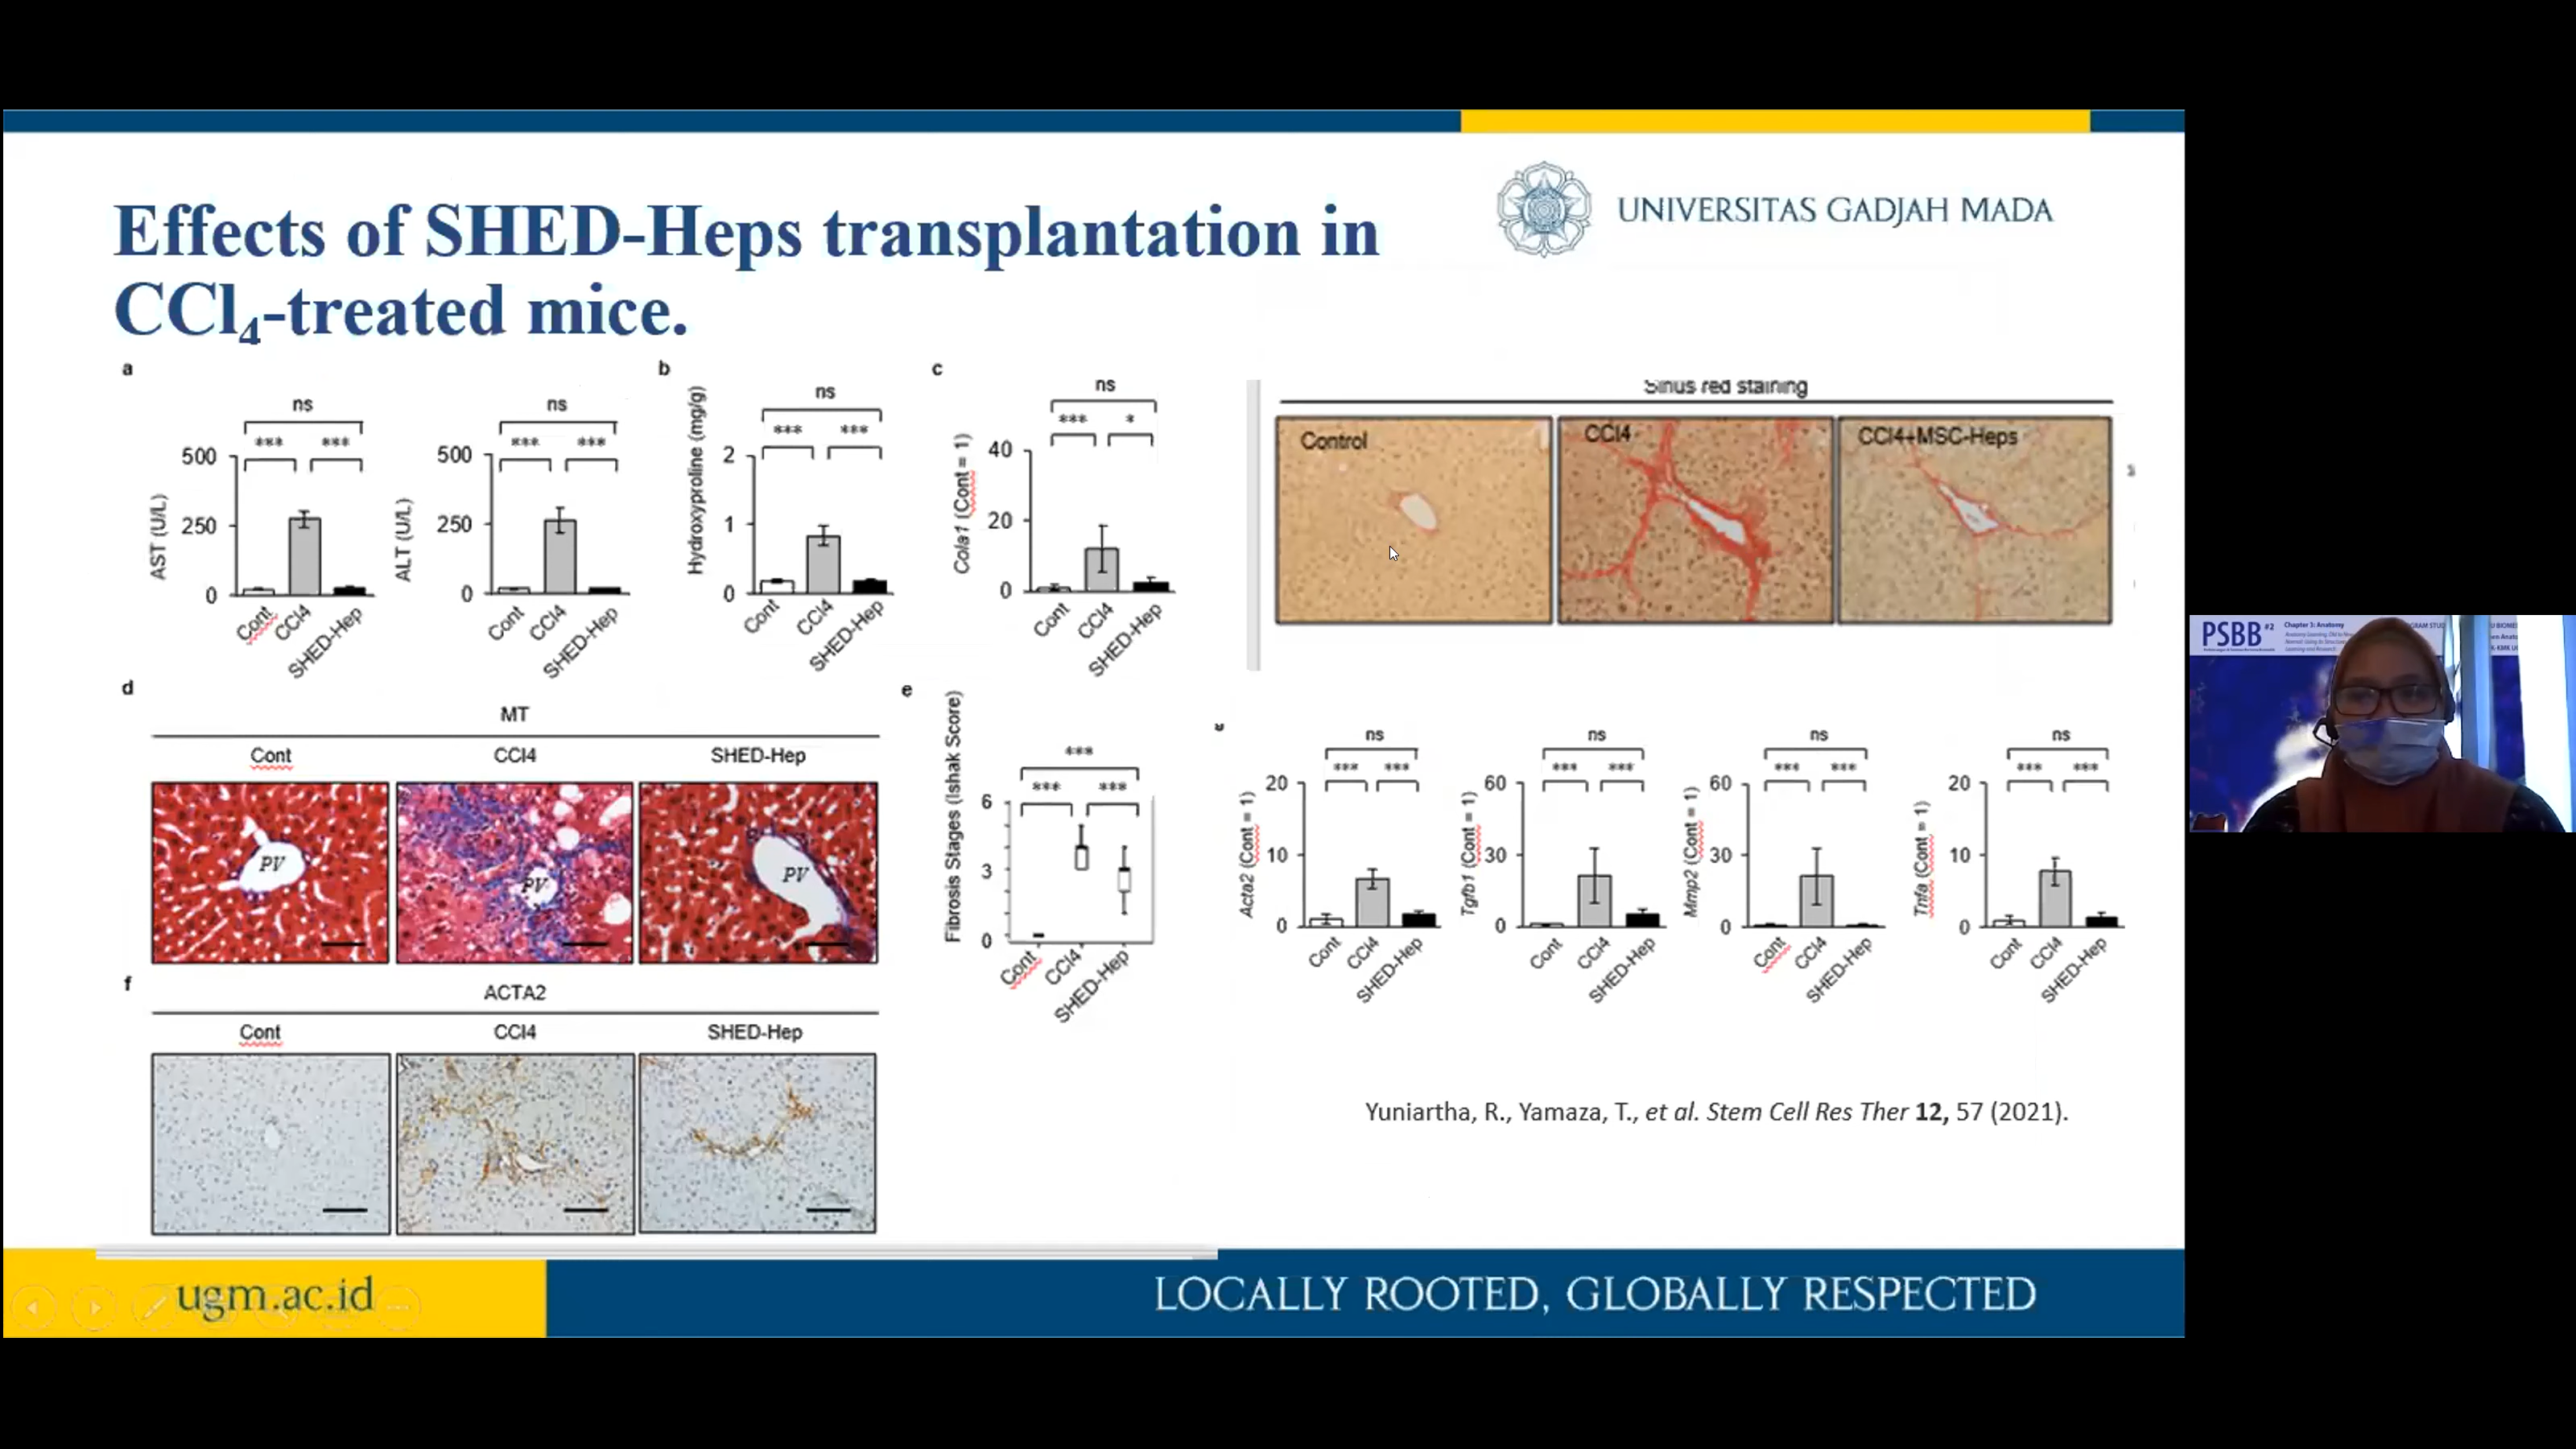 UNIVERSITAS GADJAH MADA
Effects of SHED-Heps transplantation in
CCl4-treated mice.
a
ns
*** ***
500
250
0
AST (U/L)
Cont CCl4 SHED-Hep
ns
*** ***
500
250
0
ALT (U/L)
Cont CCl4 SHED-Hep
b
ns
*** ***
2
1
0
Hydroxyproline (mg/g)
Cont CCl4 SHED-Hep
c
ns
*** *
40
20
0
Cola1 (Cont = 1)
Cont CCl4 SHED-Hep
Sirius red staining
Control
CCl4
CCl4+MSC-Heps
d
MT
Cont CCl4 SHED-Hep
PV
PV
PV
e
***
*** ***
6
3
0
Fibrosis Stages (Ishak Score)
Cont CCl4 SHED-Hep
f
ACTA2
Cont CCl4 SHED-Hep
ns
*** ***
20
10
0
Acta2 (Cont = 1)
Cont CCl4 SHED-Hep
ns
*** ***
60
30
0
Tgfb1 (Cont = 1)
Cont CCl4 SHED-Hep
ns
*** ***
60
30
0
Mmp2 (Cont = 1)
Cont CCl4 SHED-Hep
ns
*** ***
20
10
0
Tnfa (Cont = 1)
Cont CCl4 SHED-Hep
Yuniartha, R., Yamaza, T., et al. Stem Cell Res Ther 12, 57 (2021).
ugm.ac.id
LOCALLY ROOTED, GLOBALLY RESPECTED
PSBB #2
Chapter 3: Anatomy